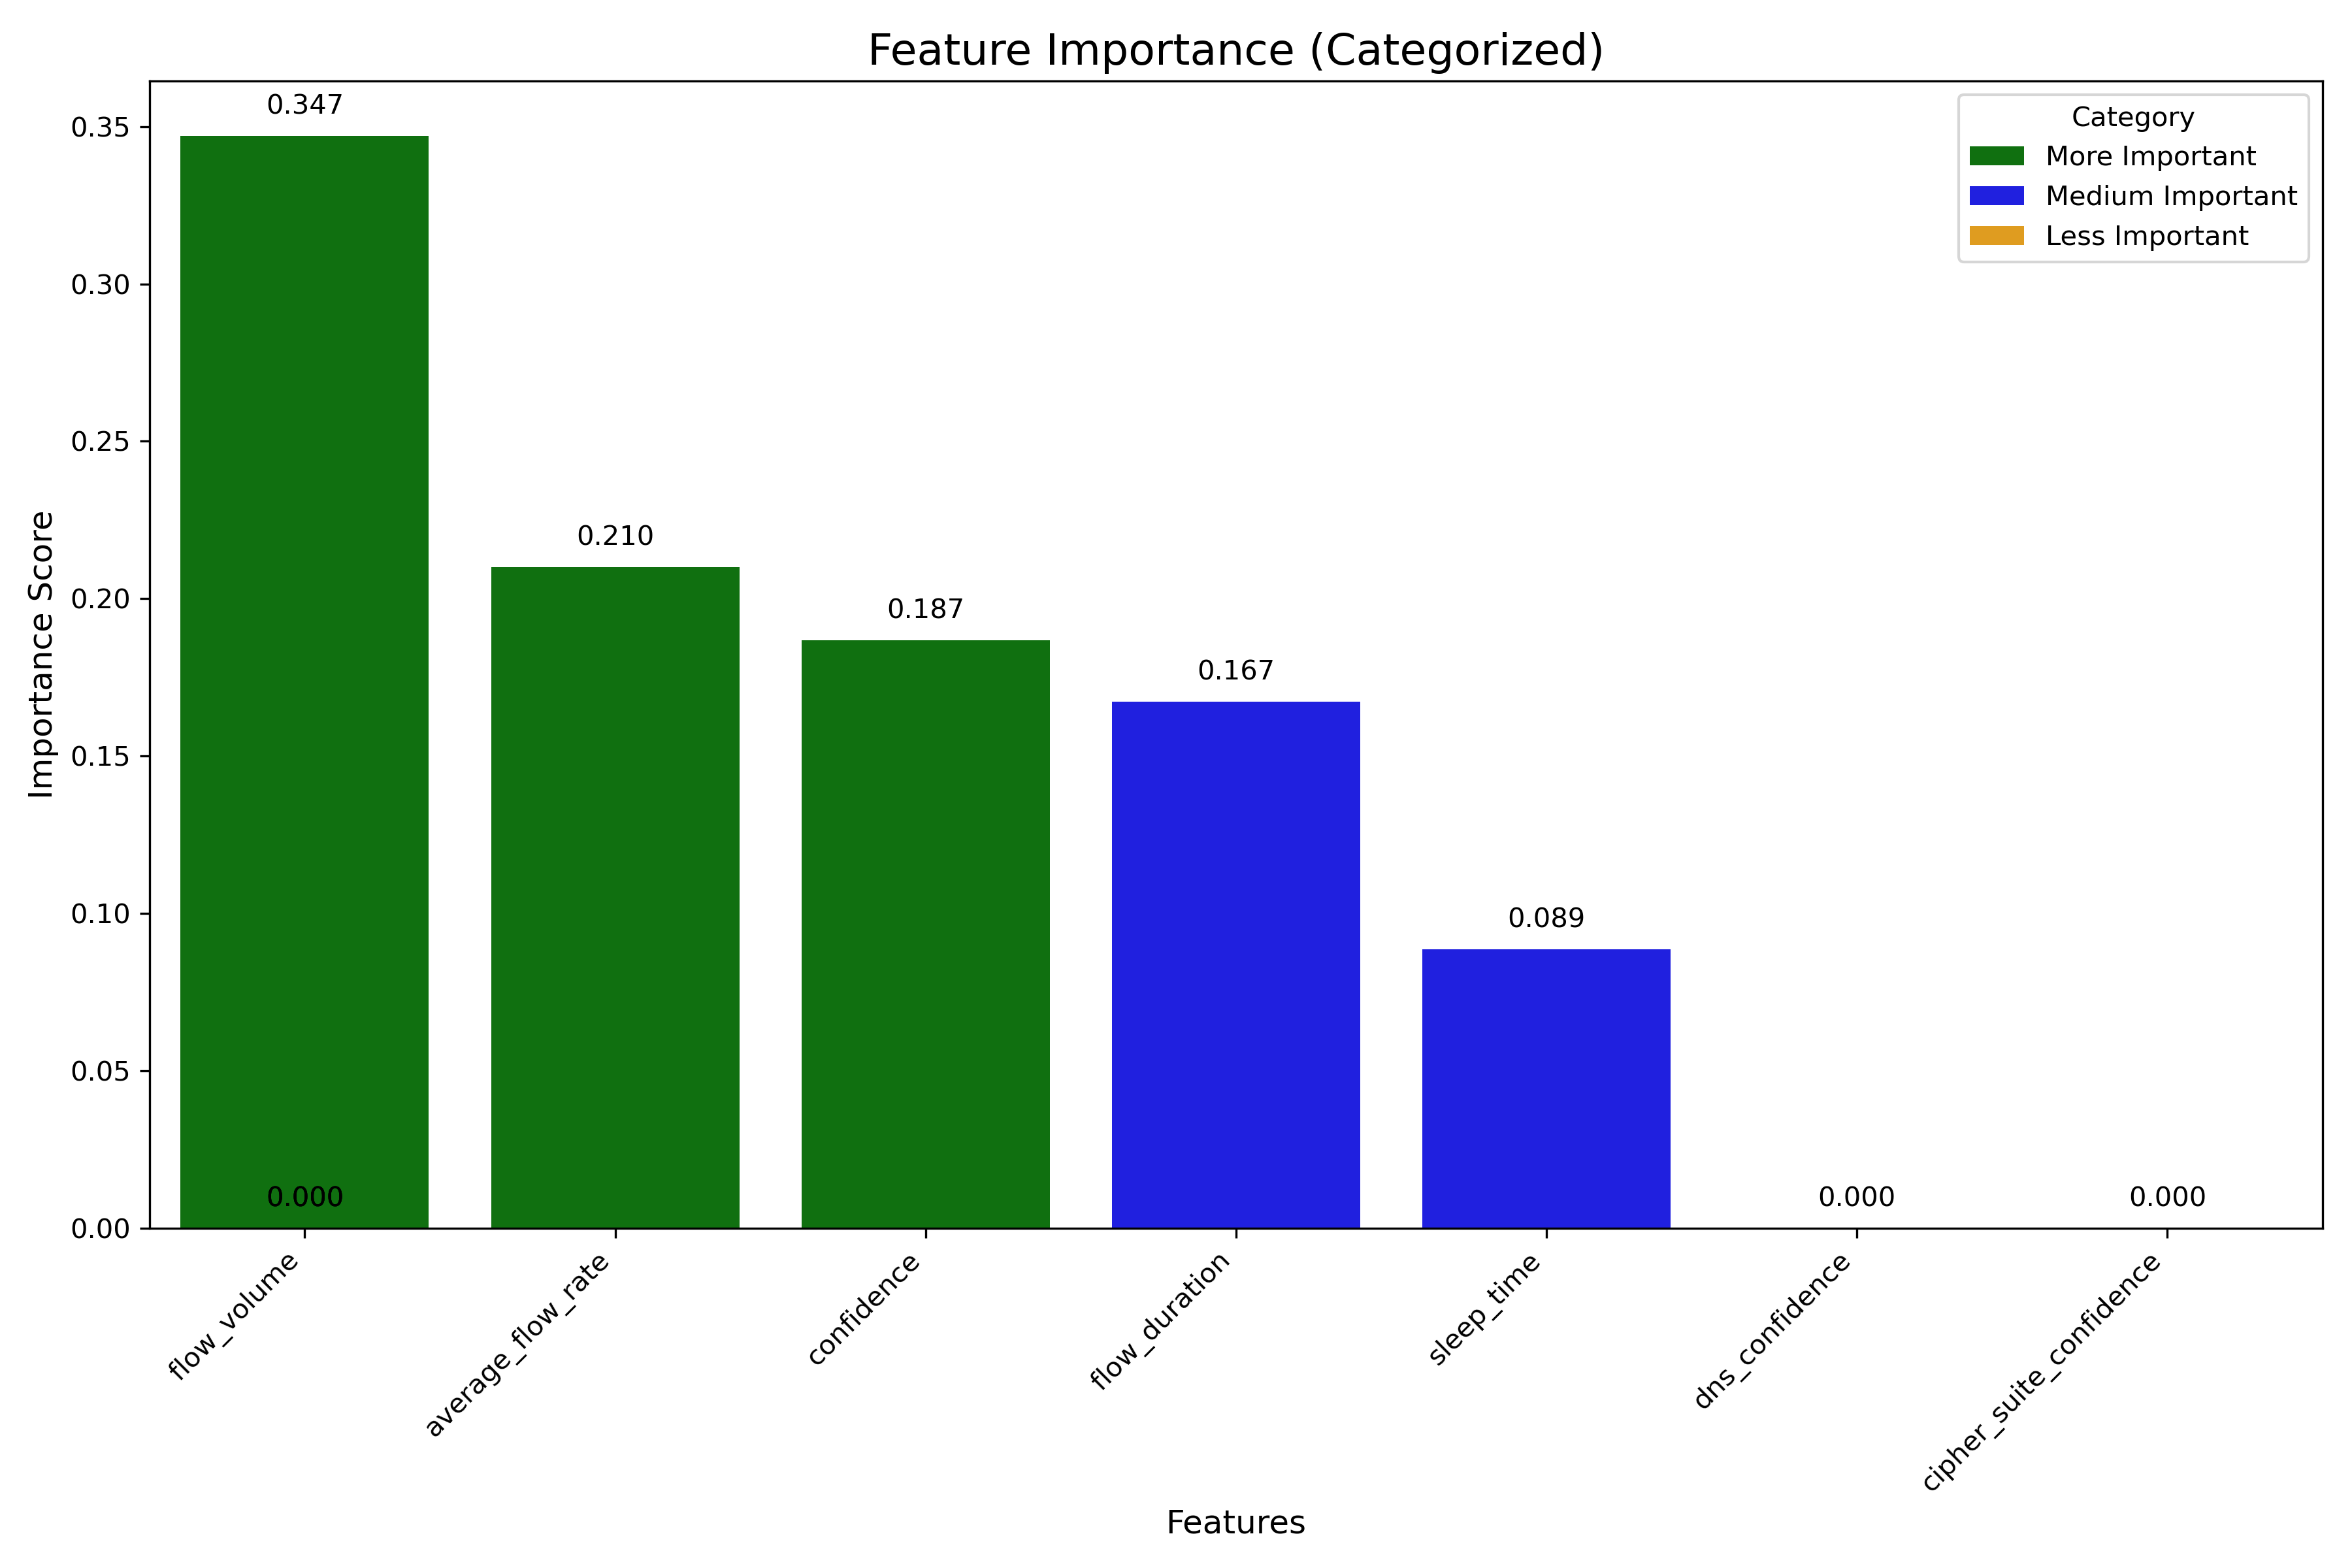 Feature Importance (Categorized)
Importance Score
0.35
0.30
0.25
0.20
0.15
0.10
0.05
0.00
0.347
0.210
0.187
0.167
0.089
0.000
0.000
0.000
Category
More Important
Medium Important
Less Important
flow_volume
average_flow_rate
confidence
flow_duration
sleep_time
dns_confidence
cipher_suite_confidence
Features